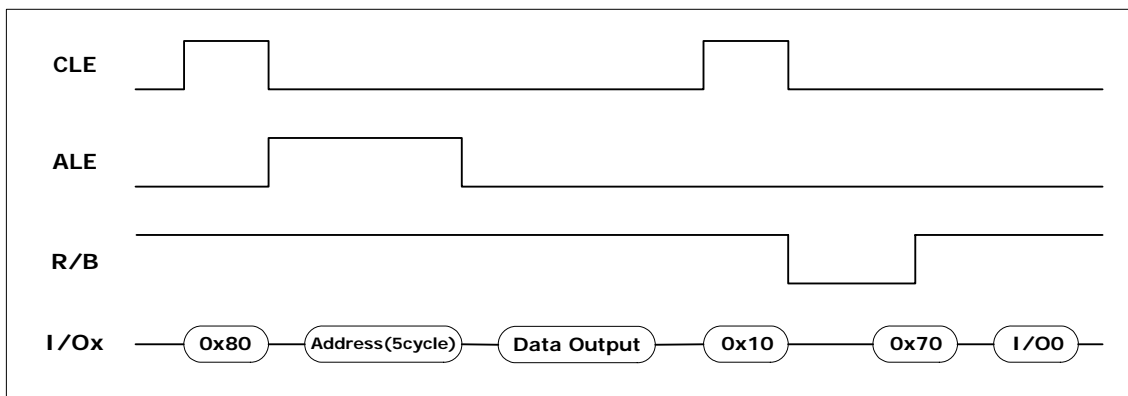 CLE
ALE
R/B
I/Ox 0x80 Address(5cycle) Data Output 0x10 0x70 I/O0